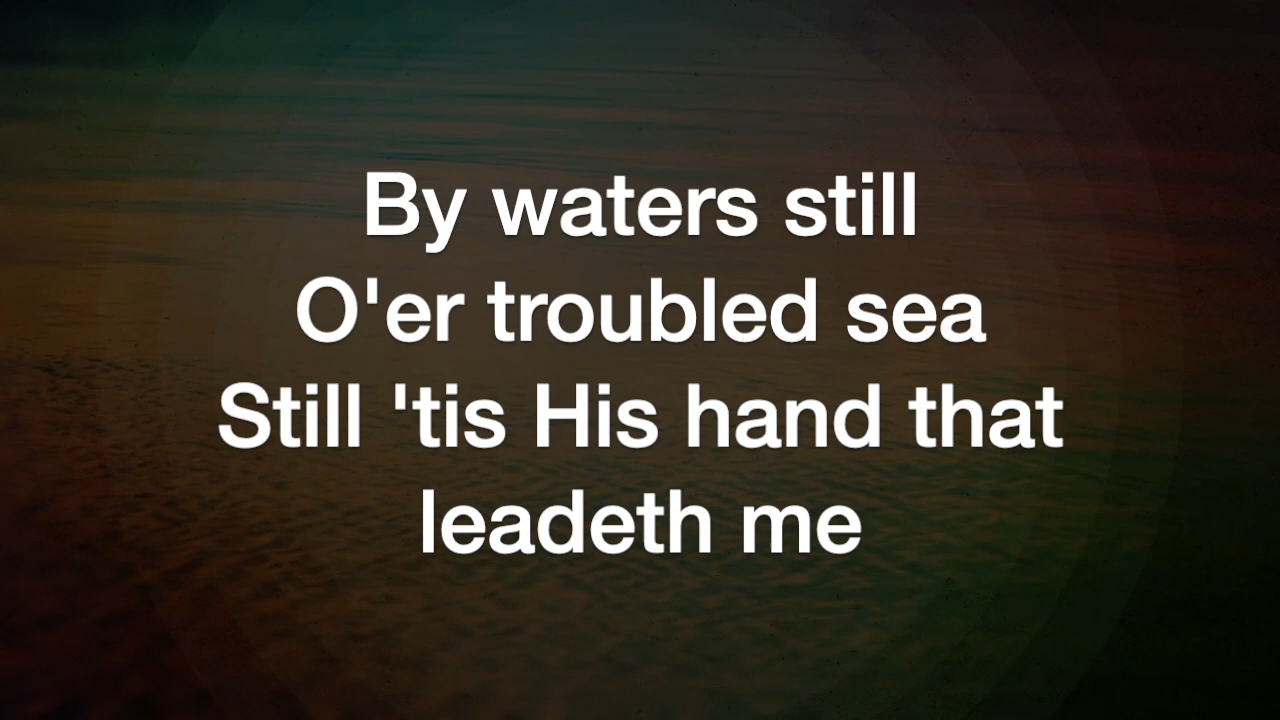 By waters still
O'er troubled sea
Still 'tis His hand that
leadeth me